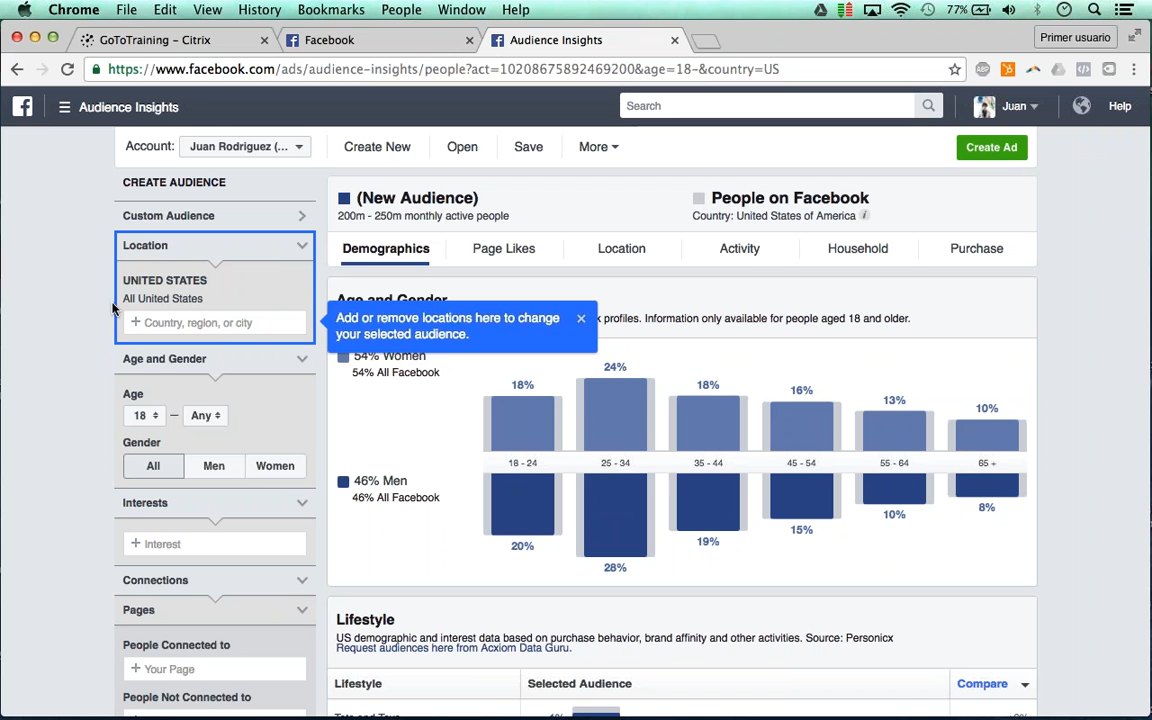 Chrome File Edit View History Bookmarks People Window Help 77%
GoToTraining – Citrix
Facebook
Audience Insights
Primer usuario
https://www.facebook.com/ads/audience-insights/people?act=10208675892469200&age=18-&country=US
ABP
Audience Insights
Search
Juan
Help
Account: Juan Rodriguez (...
Create New
Open
Save
More
Create Ad
CREATE AUDIENCE
Custom Audience
Location
UNITED STATES
All United States
+ Country, region, or city
Age and Gender
Age
18 — Any
Gender
All Men Women
Interests
+ Interest
Connections
Pages
People Connected to
+ Your Page
People Not Connected to
(New Audience)
200m - 250m monthly active people
People on Facebook
Country: United States of America
Demographics Page Likes Location Activity Household Purchase
Age and Gender
profiles. Information only available for people aged 18 and older.
Add or remove locations here to change
your selected audience.
54% Women
54% All Facebook
18% 24% 18% 16% 13% 10%
18 - 24 25 - 34 35 - 44 45 - 54 55 - 64 65 +
46% Men
46% All Facebook
20% 28% 19% 15% 10% 8%
Lifestyle
US demographic and interest data based on purchase behavior, brand affinity and other activities. Source: Personicx
Request audiences here from Acxiom Data Guru.
Lifestyle Selected Audience Compare